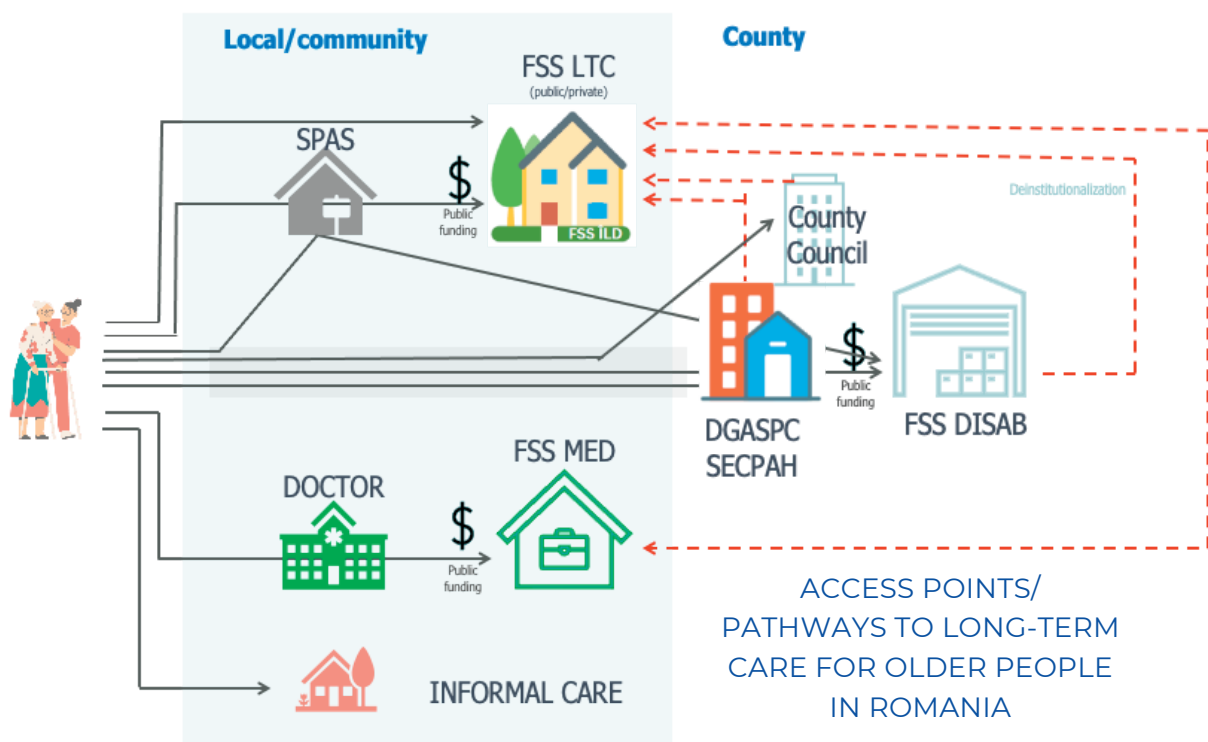 Local/community
County
FSS LTC
(public/private)
SPAS
$
Public
funding
FSS ILD
Deinstitutionalization
County
Council
$
Public
funding
DGASPC
SECPAH
FSS DISAB
DOCTOR
$
Public
funding
FSS MED
INFORMAL CARE
ACCESS POINTS/
PATHWAYS TO LONG-TERM
CARE FOR OLDER PEOPLE
IN ROMANIA